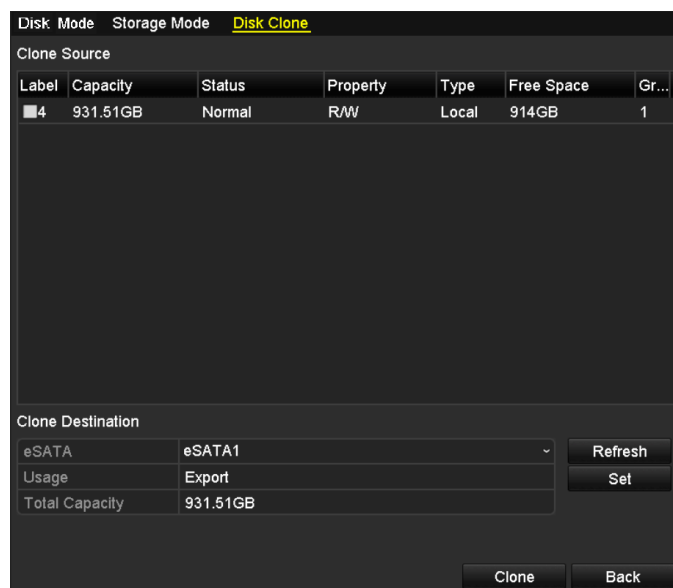 Disk Mode Storage Mode Disk Clone
Clone Source
Label Capacity Status Property Type Free Space Gr...
4 931.51GB Normal R/W Local 914GB 1
Clone Destination
eSATA eSATA1 Refresh
Usage Export Set
Total Capacity 931.51GB
Clone Back